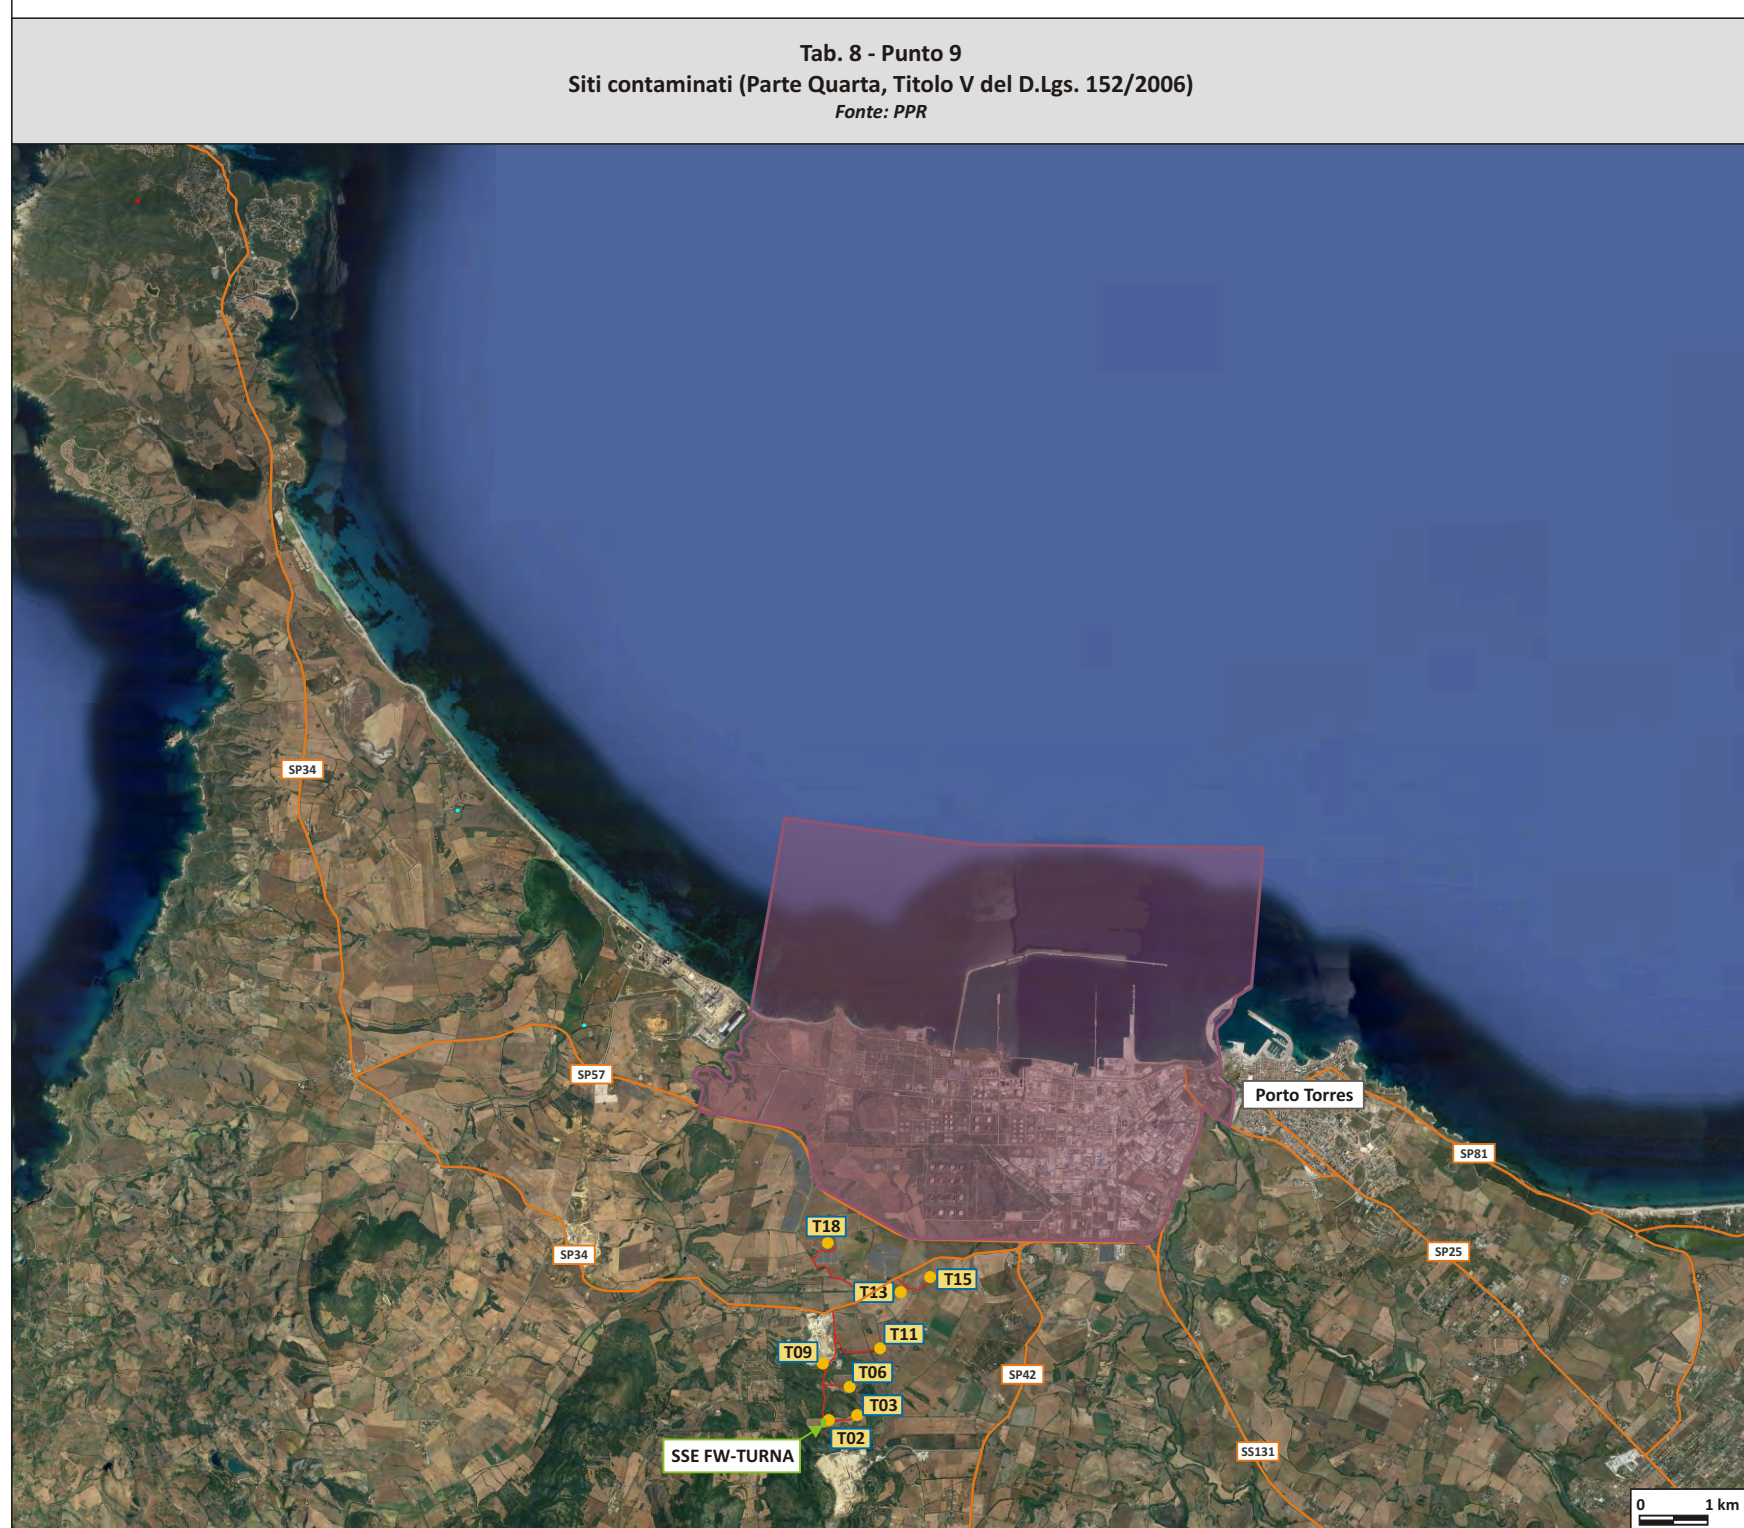 Tab. 8 - Punto 9
Siti contaminati (Parte Quarta, Titolo V del D.Lgs. 152/2006)
Fonte: PPR
SP34
SP57
Porto Torres
SP81
T18
SP34
SP25
T15
T13
T11
T09
T06
SP42
T03
T02
SSE FW-TURNA
SS131
0 1 km